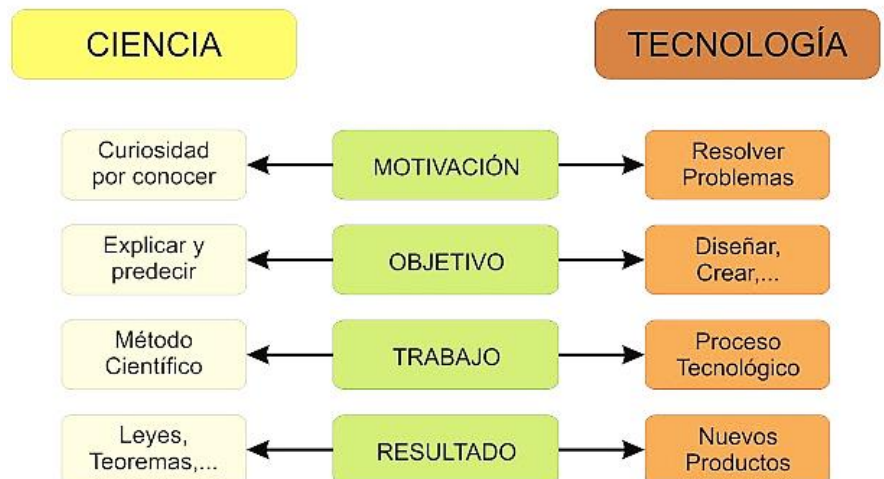 CIENCIA
TECNOLOGÍA
Curiosidad
por conocer
MOTIVACIÓN
Resolver
Problemas
Explicar y
predecir
OBJETIVO
Diseñar,
Crear,...
Método
Científico
TRABAJO
Proceso
Tecnológico
Leyes,
Teoremas,...
RESULTADO
Nuevos
Productos